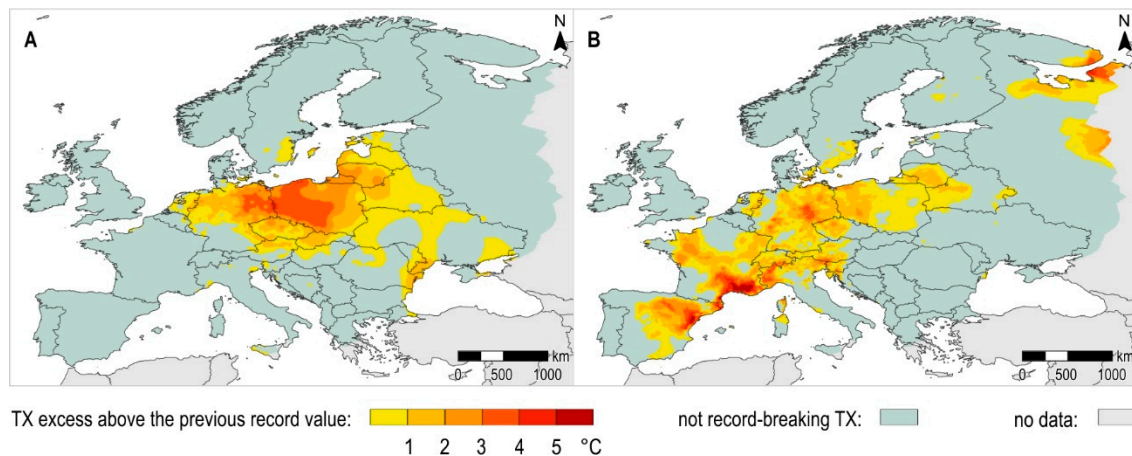 A
N
km
0 500 1000
B
N
km
0 500 1000
TX excess above the previous record value:
1 2 3 4 5 °C
not record-breaking TX:
no data: